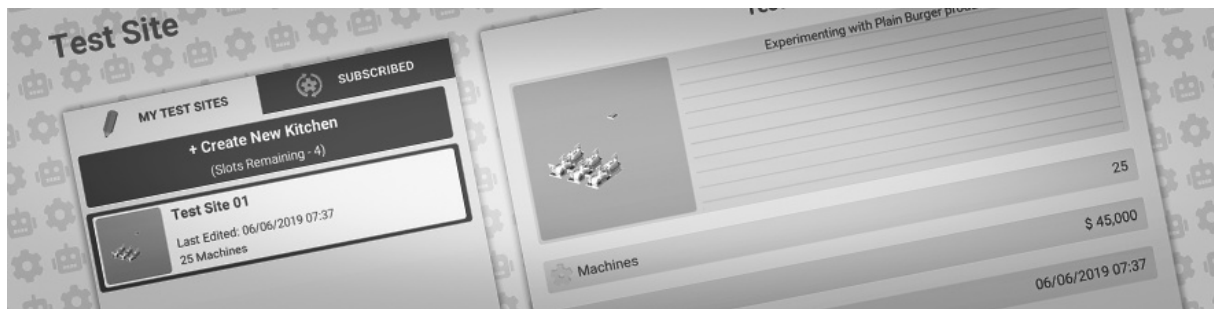 Test Site
MY TEST SITES
SUBSCRIBED
+ Create New Kitchen
(Slots Remaining - 4)
Test Site 01
Last Edited: 06/06/2019 07:37
25 Machines
Experimenting with Plain Burger
Machines
25
$ 45,000
06/06/2019 07:37